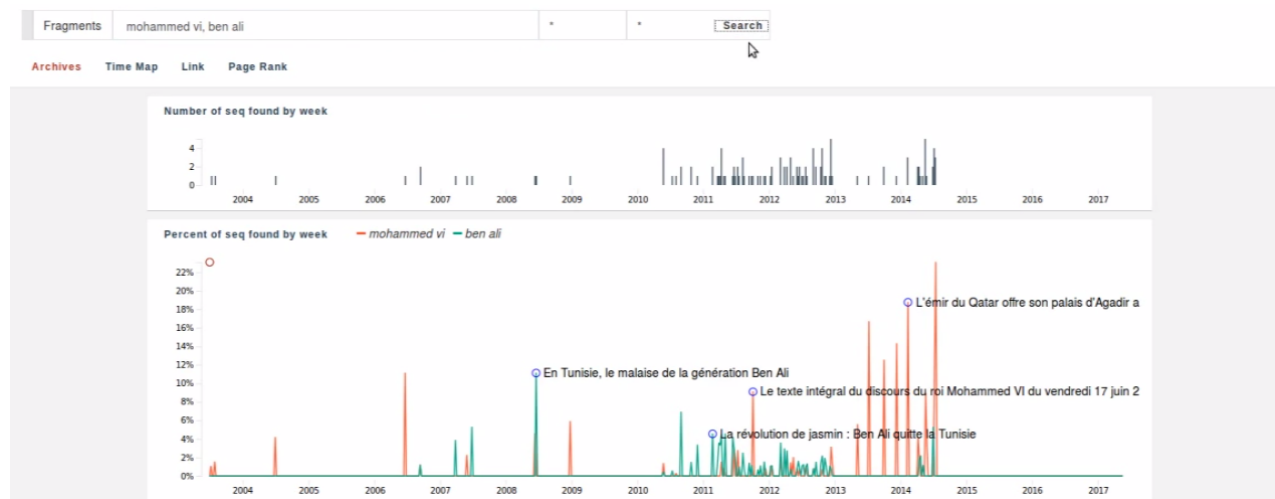 Fragments mohammed vi, ben ali * * Search
Archives Time Map Link Page Rank
Number of seq found by week
4
2
0
2004 2005 2006 2007 2008 2009 2010 2011 2012 2013 2014 2015 2016 2017
Percent of seq found by week mohammed vi ben ali
22%
20%
18%
16%
14%
12%
10%
8%
6%
4%
2%
0%
L'émir du Qatar offre son palais d'Agadir a
En Tunisie, le malaise de la génération Ben Ali
Le texte intégral du discours du roi Mohammed VI du vendredi 17 juin 2
La révolution de jasmin : Ben Ali quitte la Tunisie
2004 2005 2006 2007 2008 2009 2010 2011 2012 2013 2014 2015 2016 2017